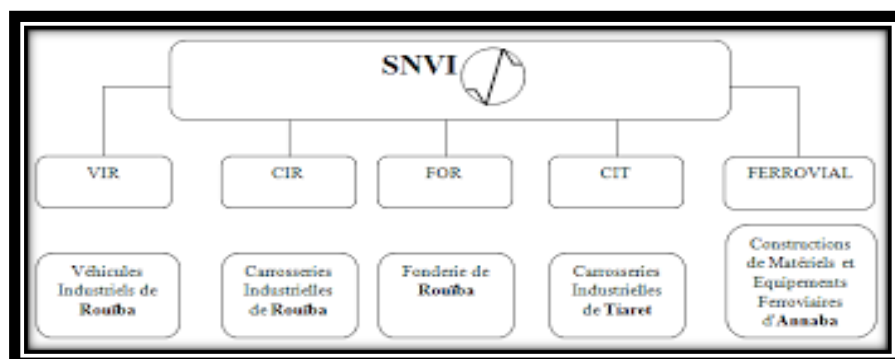 SNVI
VIR
CIR
FOR
CIT
FERROVIAL
Véhicules
Industriels de
Rouïba
Carrosseries
Industrielles
de Rouïba
Fonderie de
Rouïba
Carrosseries
Industrielles
de Tiaret
Constructions
de Matériels et
Equipements
Ferroviaires
d'Annaba